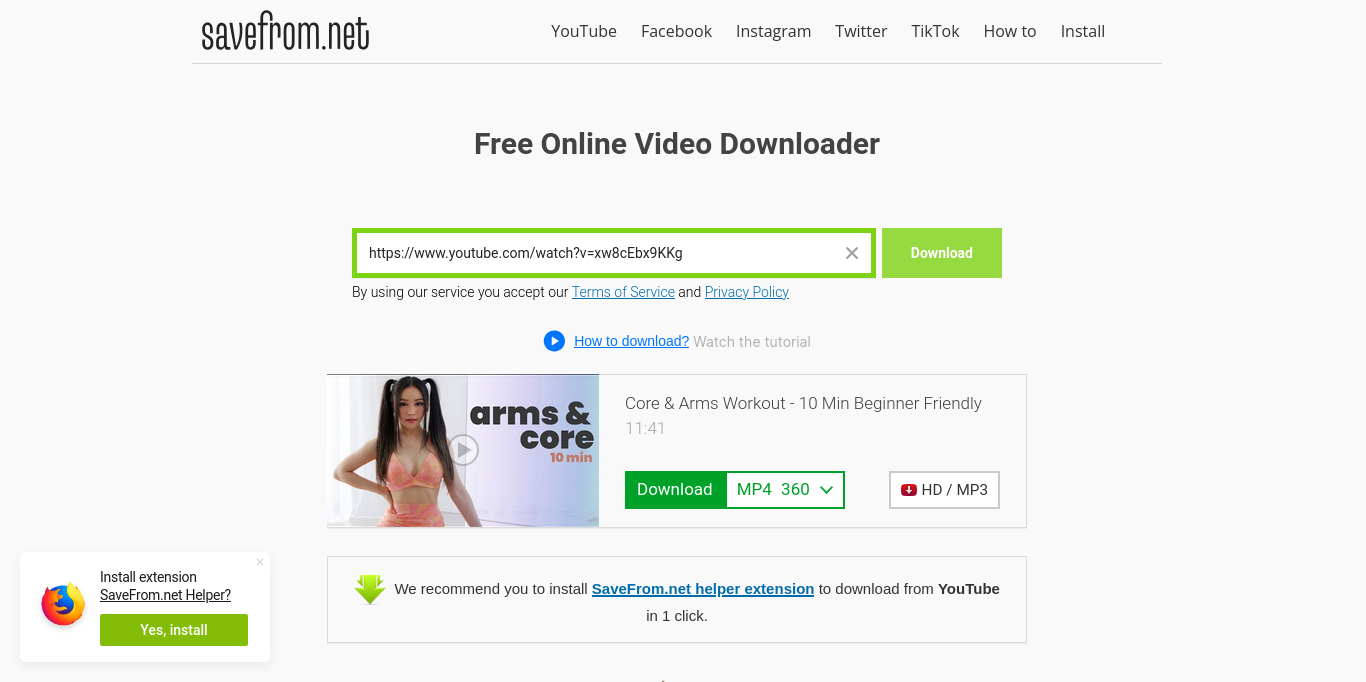 savefrom.net
YouTube Facebook Instagram Twitter TikTok How to Install
Free Online Video Downloader
https://www.youtube.com/watch?v=xw8cEbx9KKg
Download
By using our service you accept our Terms of Service and Privacy Policy
How to download? Watch the tutorial
arms &
core
10 min
Core & Arms Workout - 10 Min Beginner Friendly
11:41
Download MP4 360
HD / MP3
We recommend you to install SaveFrom.net helper extension to download from YouTube
in 1 click.
Install extension
SaveFrom.net Helper?
Yes, install